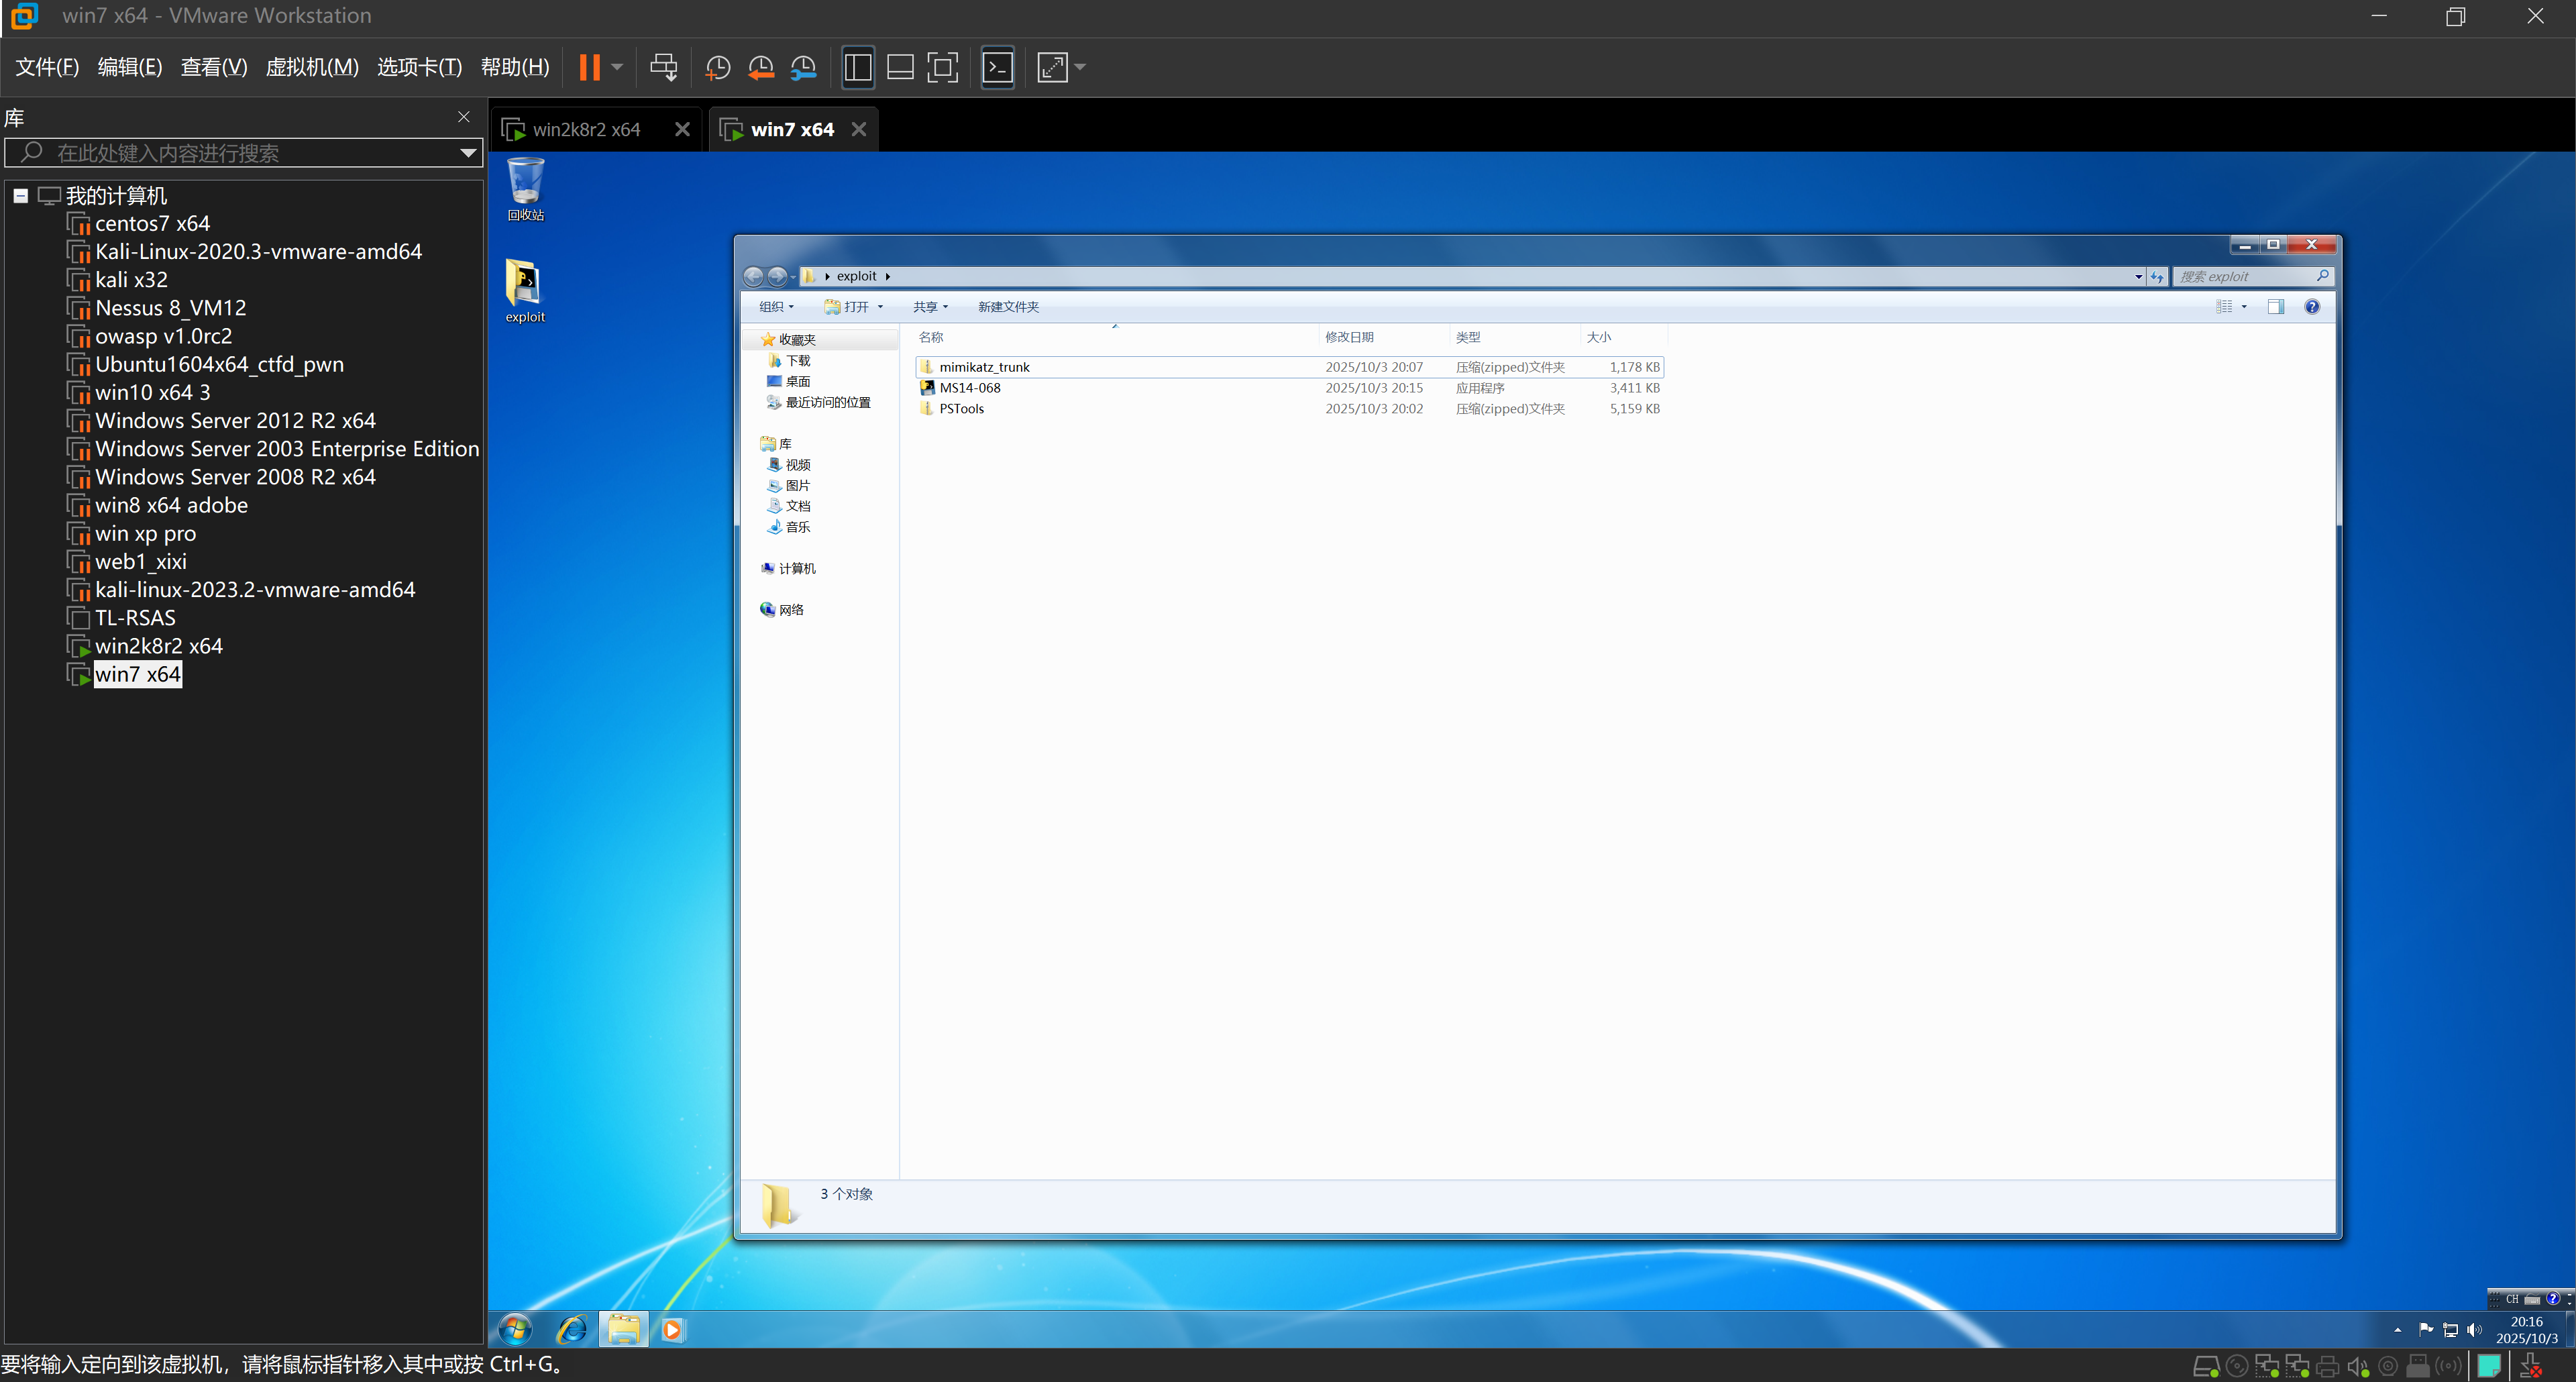 win7 x64 - VMware Workstation
文件(F) 编辑(E) 查看(V) 虚拟机(M) 选项卡(T) 帮助(H)
库
在此处键入内容进行搜索
我的计算机
centos7 x64
Kali-Linux-2020.3-vmware-amd64
kali x32
Nessus 8_VM12
owasp v1.0rc2
Ubuntu1604x64_ctfd_pwn
win10 x64 3
Windows Server 2012 R2 x64
Windows Server 2003 Enterprise Edition
Windows Server 2008 R2 x64
win8 x64 adobe
win xp pro
web1_xixi
kali-linux-2023.2-vmware-amd64
TL-RSAS
win2k8r2 x64
win7 x64
win2k8r2 x64
win7 x64
回收站
exploit
exploit
搜索 exploit
组织 打开 共享 新建文件夹
收藏夹
下载
桌面
最近访问的位置
库
视频
图片
文档
音乐
计算机
网络
名称 修改日期 类型 大小
mimikatz_trunk 2025/10/3 20:07 压缩(zipped)文件夹 1,178 KB
MS14-068 2025/10/3 20:15 应用程序 3,411 KB
PSTools 2025/10/3 20:02 压缩(zipped)文件夹 5,159 KB
3 个对象
CH
20:16
2025/10/3
要将输入定向到该虚拟机，请将鼠标指针移入其中或按 Ctrl+G。